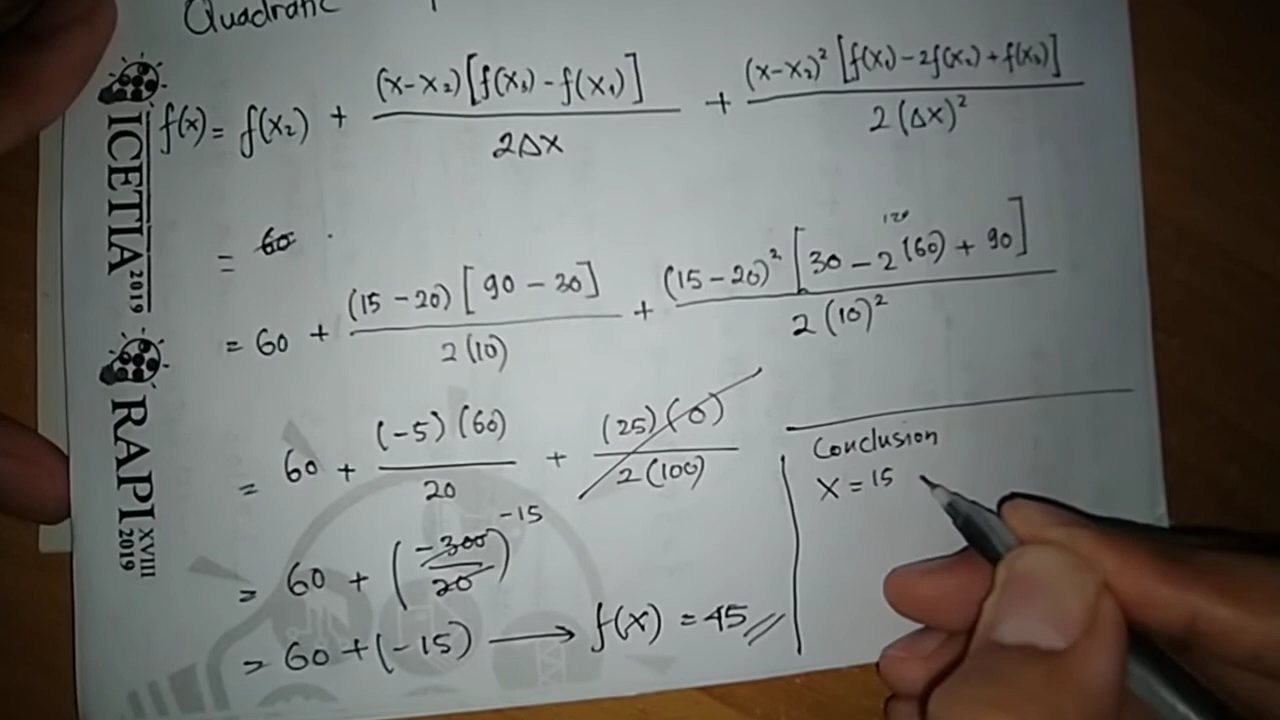 Quadratic
f(x) = f(x₂) + (x-x₂)[f(x₃) - f(x₁)] / 2Δx + (x-x₂)² [f(x₁) - 2f(x₂) + f(x₃)] / 2(Δx)²
= 60
= 60 + (15-20)[90-30] / 2(10) + (15-20)² [30 - 2(60) + 90] / 2(10)²
120
= 60 + (-5)(60) / 20 + (25)(0) / 2(100)
= 60 + (-300 / 20) -15
= 60 + (-15) → f(x) = 45 //
Conclusion
x = 15
ICETIA 2019
RAPI XVIII 2019